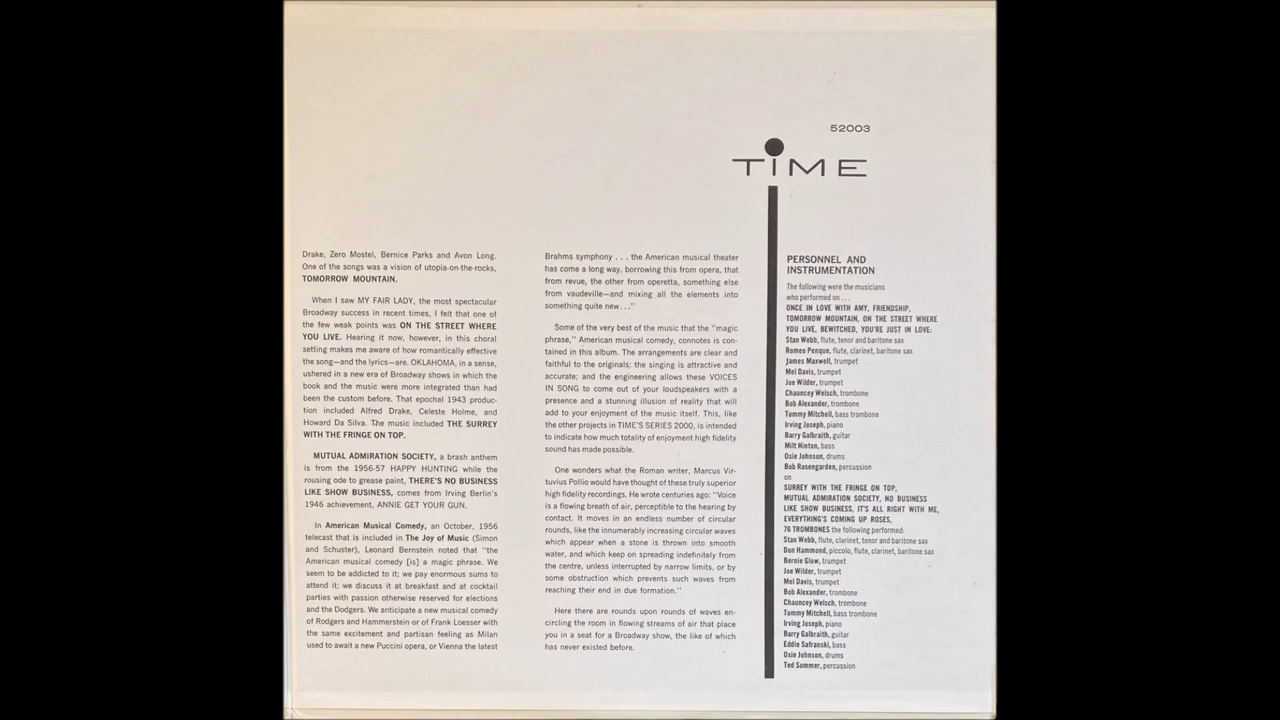 52003
TiME
Drake, Zero Mostel, Bernice Parks and Avon Long.
One of the songs was a vision of utopia-on-the-rocks,
TOMORROW MOUNTAIN.
When I saw MY FAIR LADY, the most spectacular
Broadway success in recent times, I felt that one of
the few weak points was ON THE STREET WHERE
YOU LIVE. Hearing it now, however, in this choral
setting makes me aware of how romantically effective
the song—and the lyrics—are. OKLAHOMA, in a sense,
ushered in a new era of Broadway shows in which the
book and the music were more integrated than had
been the custom before. That epochal 1943 produc-
tion included Alfred Drake, Celeste Holme, and
Howard Da Silva. The music included THE SURREY
WITH THE FRINGE ON TOP.
MUTUAL ADMIRATION SOCIETY, a brash anthem
is from the 1956-57 HAPPY HUNTING while the
rousing ode to grease paint, THERE'S NO BUSINESS
LIKE SHOW BUSINESS, comes from Irving Berlin's
1946 achievement, ANNIE GET YOUR GUN.
In American Musical Comedy, an October, 1956
telecast that is included in The Joy of Music (Simon
and Schuster), Leonard Bernstein noted that "the
American musical comedy [is] a magic phrase. We
seem to be addicted to it; we pay enormous sums to
attend it; we discuss it at breakfast and at cocktail
parties with passion otherwise reserved for elections
and the Dodgers. We anticipate a new musical comedy
of Rodgers and Hammerstein or of Frank Loesser with
the same excitement and partisan feeling as Milan
used to await a new Puccini opera, or Vienna the latest
Brahms symphony . . . the American musical theater
has come a long way, borrowing this from opera, that
from revue, the other from operetta, something else
from vaudeville—and mixing all the elements into
something quite new . . ."
Some of the very best of the music that the "magic
phrase," American musical comedy, connotes is con-
tained in this album. The arrangements are clear and
faithful to the originals; the singing is attractive and
accurate; and the engineering allows these VOICES
IN SONG to come out of your loudspeakers with a
presence and a stunning illusion of reality that will
add to your enjoyment of the music itself. This, like
the other projects in TIME'S SERIES 2000, is intended
to indicate how much totality of enjoyment high fidelity
sound has made possible.
One wonders what the Roman writer, Marcus Vir-
tuvius Pollio would have thought of these truly superior
high fidelity recordings. He wrote centuries ago: "Voice
is a flowing breath of air, perceptible to the hearing by
contact. It moves in an endless number of circular
rounds, like the innumerably increasing circular waves
which appear when a stone is thrown into smooth
water, and which keep on spreading indefinitely from
the centre, unless interrupted by narrow limits, or by
some obstruction which prevents such waves from
reaching their end in due formation."
Here there are rounds upon rounds of waves en-
circling the room in flowing streams of air that place
you in a seat for a Broadway show, the like of which
has never existed before.
PERSONNEL AND
INSTRUMENTATION
The following were the musicians
who performed on . . .
ONCE IN LOVE WITH AMY, FRIENDSHIP,
TOMORROW MOUNTAIN, ON THE STREET WHERE
YOU LIVE, BEWITCHED, YOU'RE JUST IN LOVE:
Stan Webb, flute, tenor and baritone sax
Romeo Penque, flute, clarinet, baritone sax
James Maxwell, trumpet
Mel Davis, trumpet
Joe Wilder, trumpet
Chauncey Welsch, trombone
Bob Alexander, trombone
Tommy Mitchell, bass trombone
Irving Joseph, piano
Barry Galbraith, guitar
Milt Hinton, bass
Osie Johnson, drums
Bob Rosengarden, percussion
on
SURREY WITH THE FRINGE ON TOP,
MUTUAL ADMIRATION SOCIETY, NO BUSINESS
LIKE SHOW BUSINESS, IT'S ALL RIGHT WITH ME,
EVERYTHING'S COMING UP ROSES,
76 TROMBONES the following performed:
Stan Webb, flute, clarinet, tenor and baritone sax
Don Hammond, piccolo, flute, clarinet, baritone sax
Bernie Glow, trumpet
Joe Wilder, trumpet
Mel Davis, trumpet
Bob Alexander, trombone
Chauncey Welsch, trombone
Tommy Mitchell, bass trombone
Irving Joseph, piano
Barry Galbraith, guitar
Eddie Safranski, bass
Osie Johnson, drums
Ted Sommer, percussion